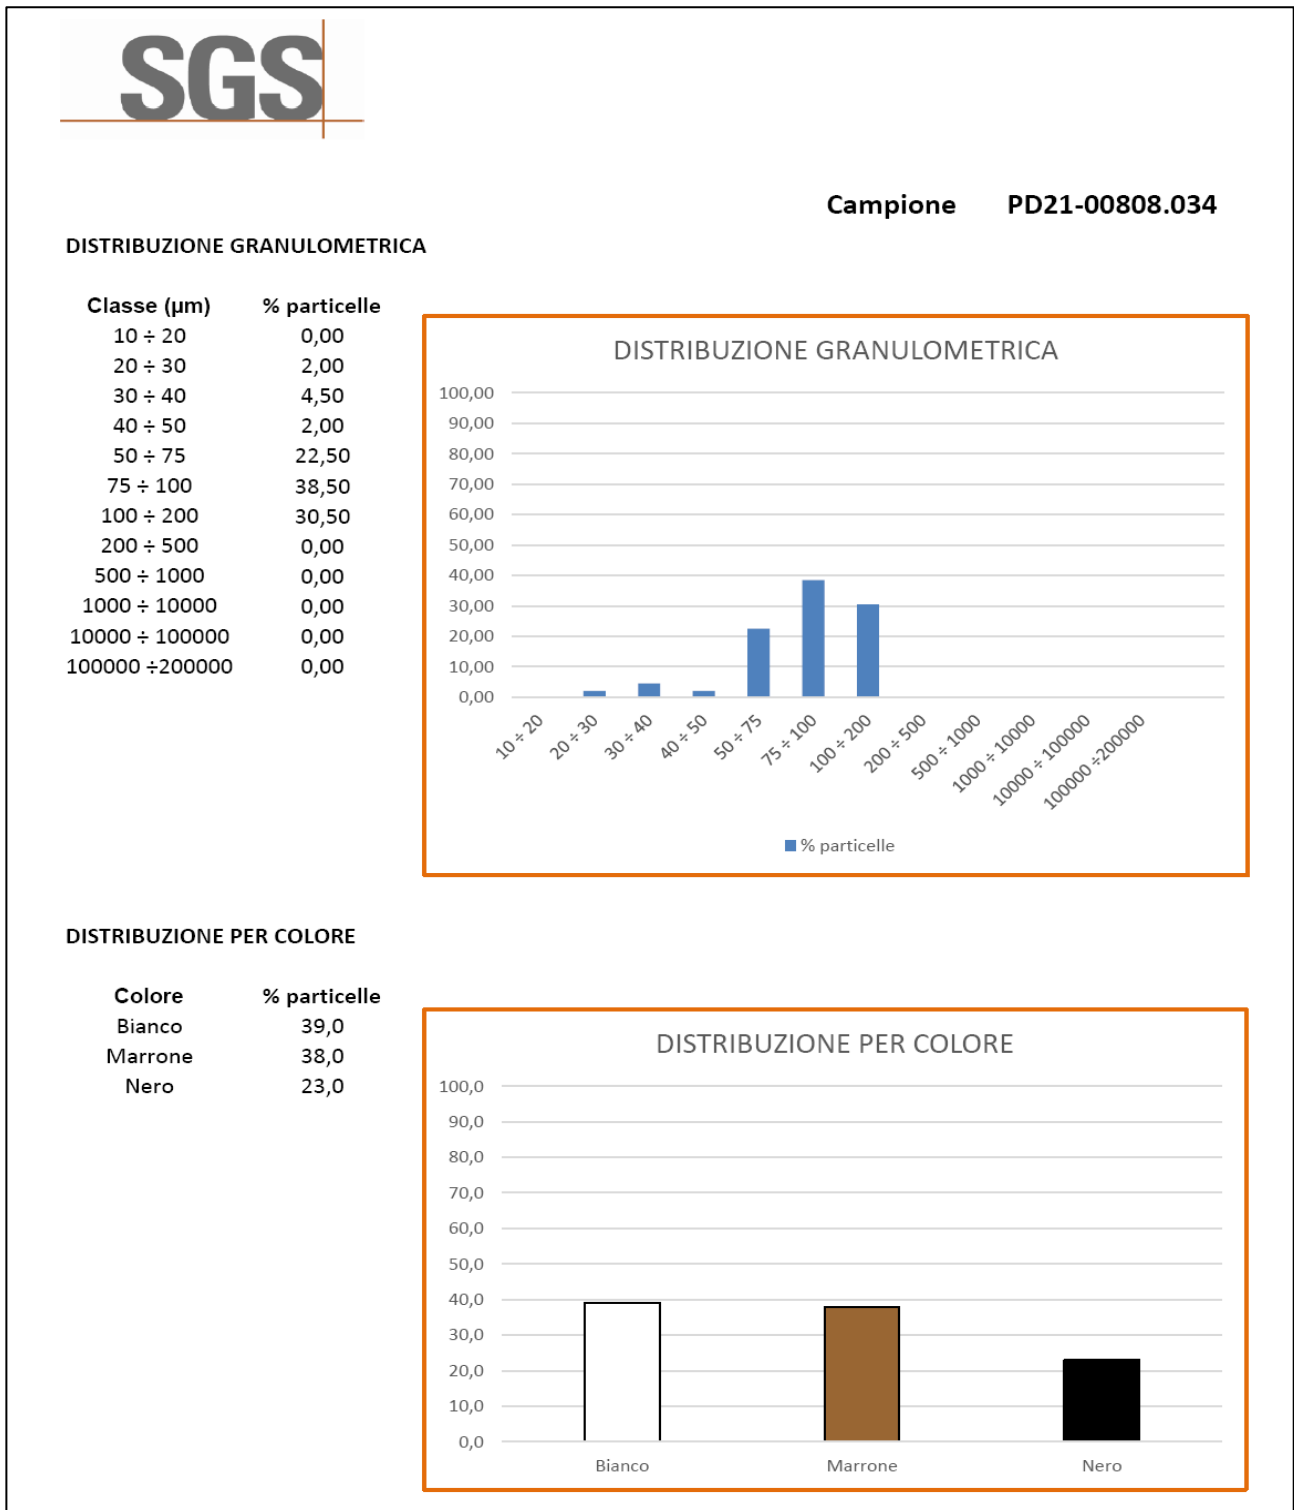 SGS
Campione PD21-00808.034
DISTRIBUZIONE GRANULOMETRICA
Classe (µm) % particelle
10 ÷ 20 0,00
20 ÷ 30 2,00
30 ÷ 40 4,50
40 ÷ 50 2,00
50 ÷ 75 22,50
75 ÷ 100 38,50
100 ÷ 200 30,50
200 ÷ 500 0,00
500 ÷ 1000 0,00
1000 ÷ 10000 0,00
10000 ÷ 100000 0,00
100000 ÷200000 0,00
DISTRIBUZIONE GRANULOMETRICA
100,00
90,00
80,00
70,00
60,00
50,00
40,00
30,00
20,00
10,00
0,00
10 ÷ 20
20 ÷ 30
30 ÷ 40
40 ÷ 50
50 ÷ 75
75 ÷ 100
100 ÷ 200
200 ÷ 500
500 ÷ 1000
1000 ÷ 10000
10000 ÷ 100000
100000 ÷200000
% particelle
DISTRIBUZIONE PER COLORE
Colore % particelle
Bianco 39,0
Marrone 38,0
Nero 23,0
DISTRIBUZIONE PER COLORE
100,0
90,0
80,0
70,0
60,0
50,0
40,0
30,0
20,0
10,0
0,0
Bianco Marrone Nero